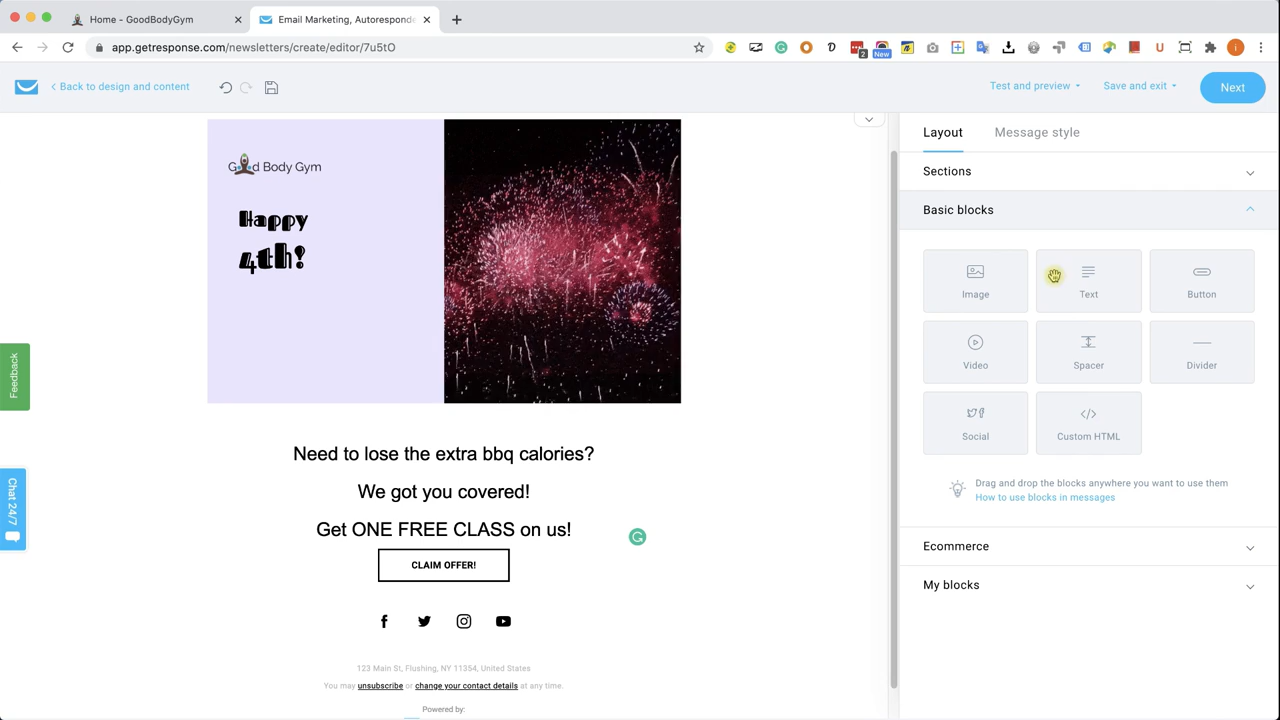 Home - GoodBodyGym
Email Marketing, Autoresponde
app.getresponse.com/newsletters/create/editor/7u5tO
2
New
i
Back to design and content
Test and preview
Save and exit
Next
Good Body Gym
Happy
4th!
Layout
Message style
Sections
Basic blocks
Image
Text
Button
Video
Spacer
Divider
Social
Custom HTML
Drag and drop the blocks anywhere you want to use them
How to use blocks in messages
Ecommerce
My blocks
Feedback
Chat 24/7
Need to lose the extra bbq calories?
We got you covered!
Get ONE FREE CLASS on us!
CLAIM OFFER!
123 Main St, Flushing, NY 11354, United States
You may unsubscribe or change your contact details at any time.
Powered by: